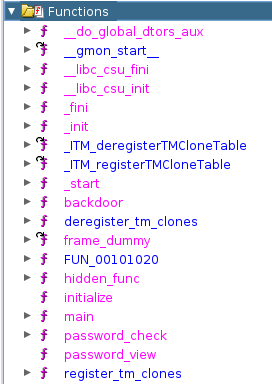 Functions
__do_global_dtors_aux
__gmon_start__
__libc_csu_fini
__libc_csu_init
_fini
_init
_ITM_deregisterTMCloneTable
_ITM_registerTMCloneTable
_start
backdoor
deregister_tm_clones
frame_dummy
FUN_00101020
hidden_func
initialize
main
password_check
password_view
register_tm_clones